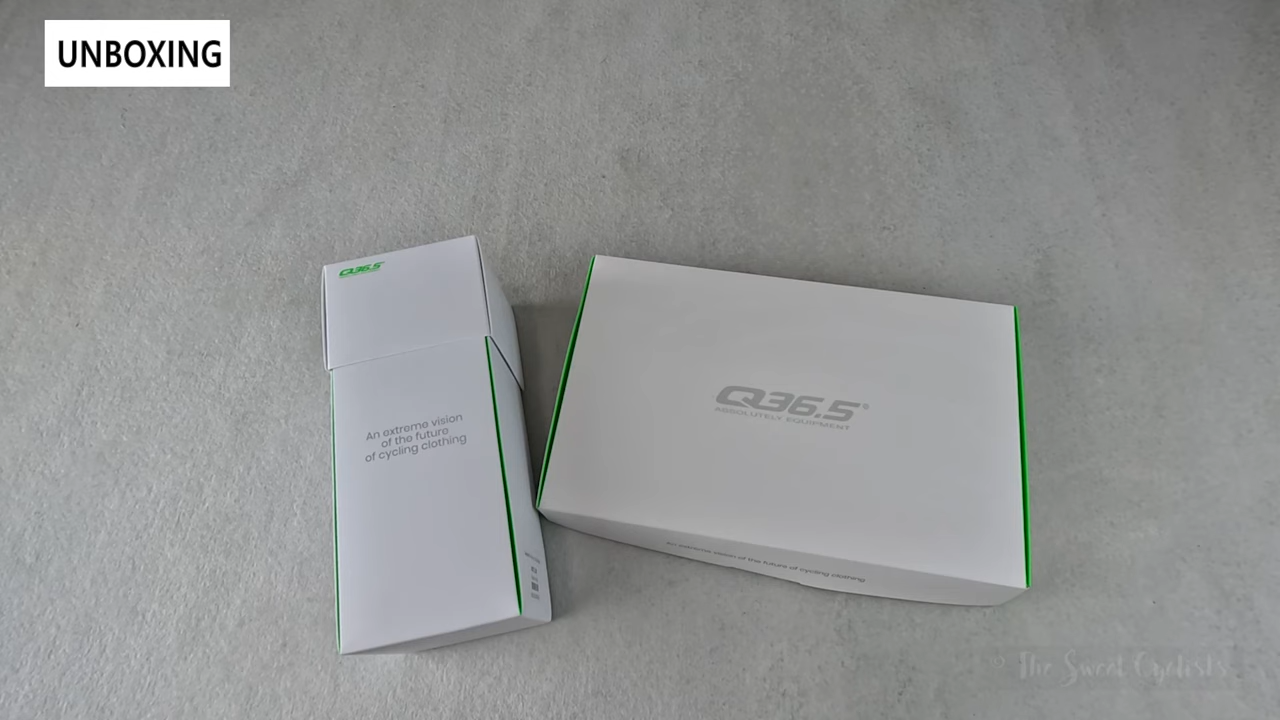 UNBOXING
Q36.5
An extreme vision
of the future
of cycling clothing
Q36.5®
ABSOLUTELY EQUIPMENT
An extreme vision of the future of cycling clothing
© The Sweet Cyclists